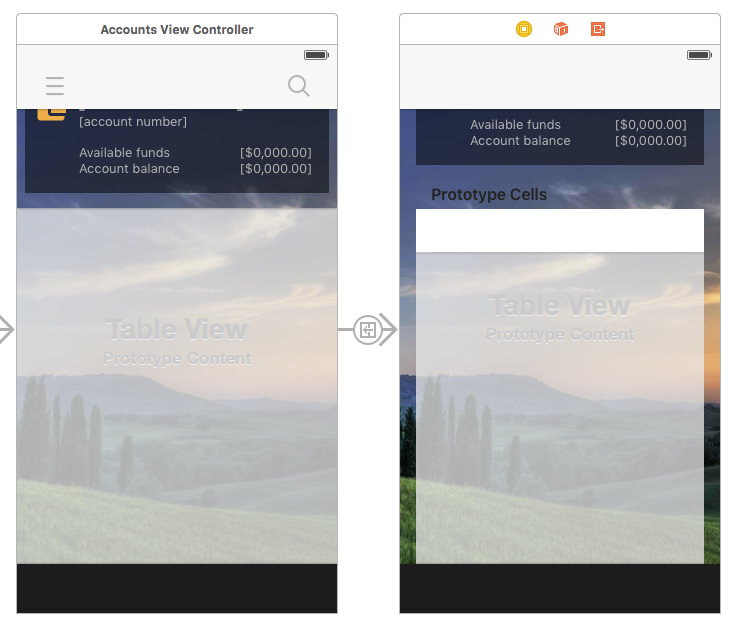 Accounts View Controller
[account number]
Available funds [$0,000.00]
Account balance [$0,000.00]
Table View
Prototype Content
Available funds [$0,000.00]
Account balance [$0,000.00]
Prototype Cells
Table View
Prototype Content